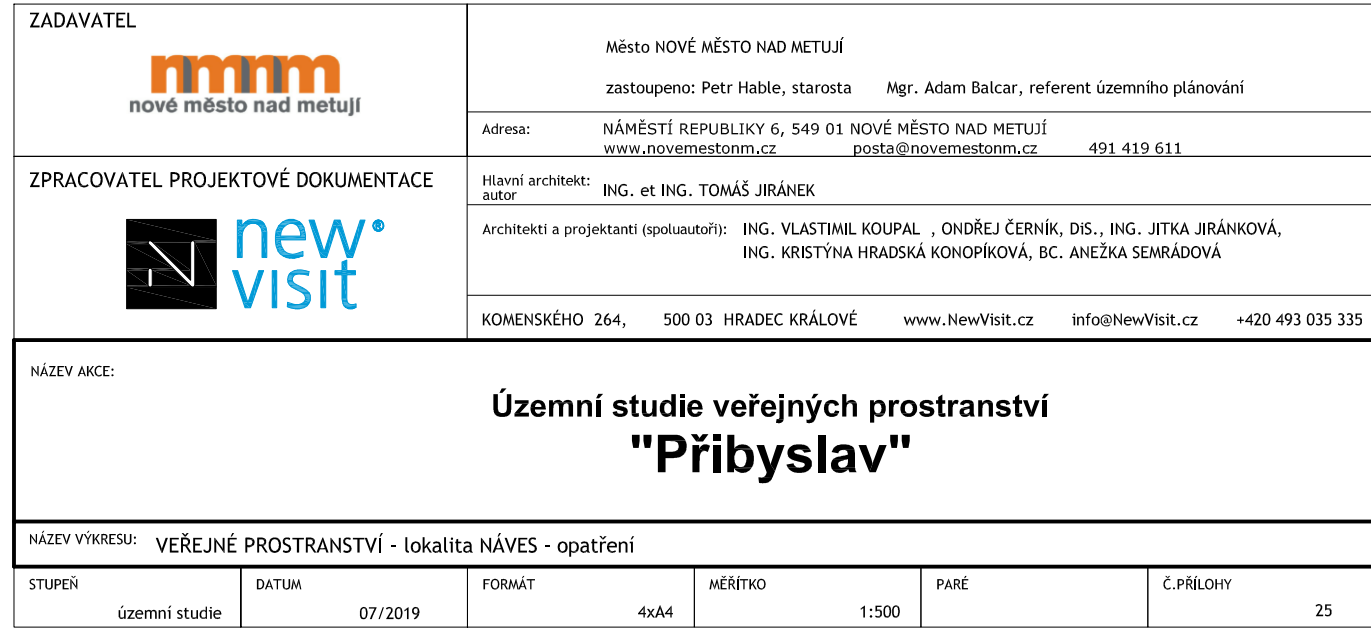 ZADAVATEL
nmnm
nové město nad metují
Město NOVÉ MĚSTO NAD METUJÍ
zastoupeno: Petr Hable, starosta Mgr. Adam Balcar, referent územního plánování
Adresa: NÁMĚSTÍ REPUBLIKY 6, 549 01 NOVÉ MĚSTO NAD METUJÍ
www.novemestonm.cz posta@novemestonm.cz 491 419 611
ZPRACOVATEL PROJEKTOVÉ DOKUMENTACE
N new®
visit
Hlavní architekt: ING. et ING. TOMÁŠ JIRÁNEK
autor
Architekti a projektanti (spoluautoři): ING. VLASTIMIL KOUPAL , ONDŘEJ ČERNÍK, DiS., ING. JITKA JIRÁNKOVÁ,
ING. KRISTÝNA HRADSKÁ KONOPÍKOVÁ, BC. ANEŽKA SEMRÁDOVÁ
KOMENSKÉHO 264, 500 03 HRADEC KRÁLOVÉ www.NewVisit.cz info@NewVisit.cz +420 493 035 335
NÁZEV AKCE:
Územní studie veřejných prostranství
"Přibyslav"
NÁZEV VÝKRESU: VEŘEJNÉ PROSTRANSTVÍ - lokalita NÁVES - opatření
STUPEŇ DATUM FORMÁT MĚŘÍTKO PARÉ Č.PŘÍLOHY
územní studie 07/2019 4xA4 1:500 25